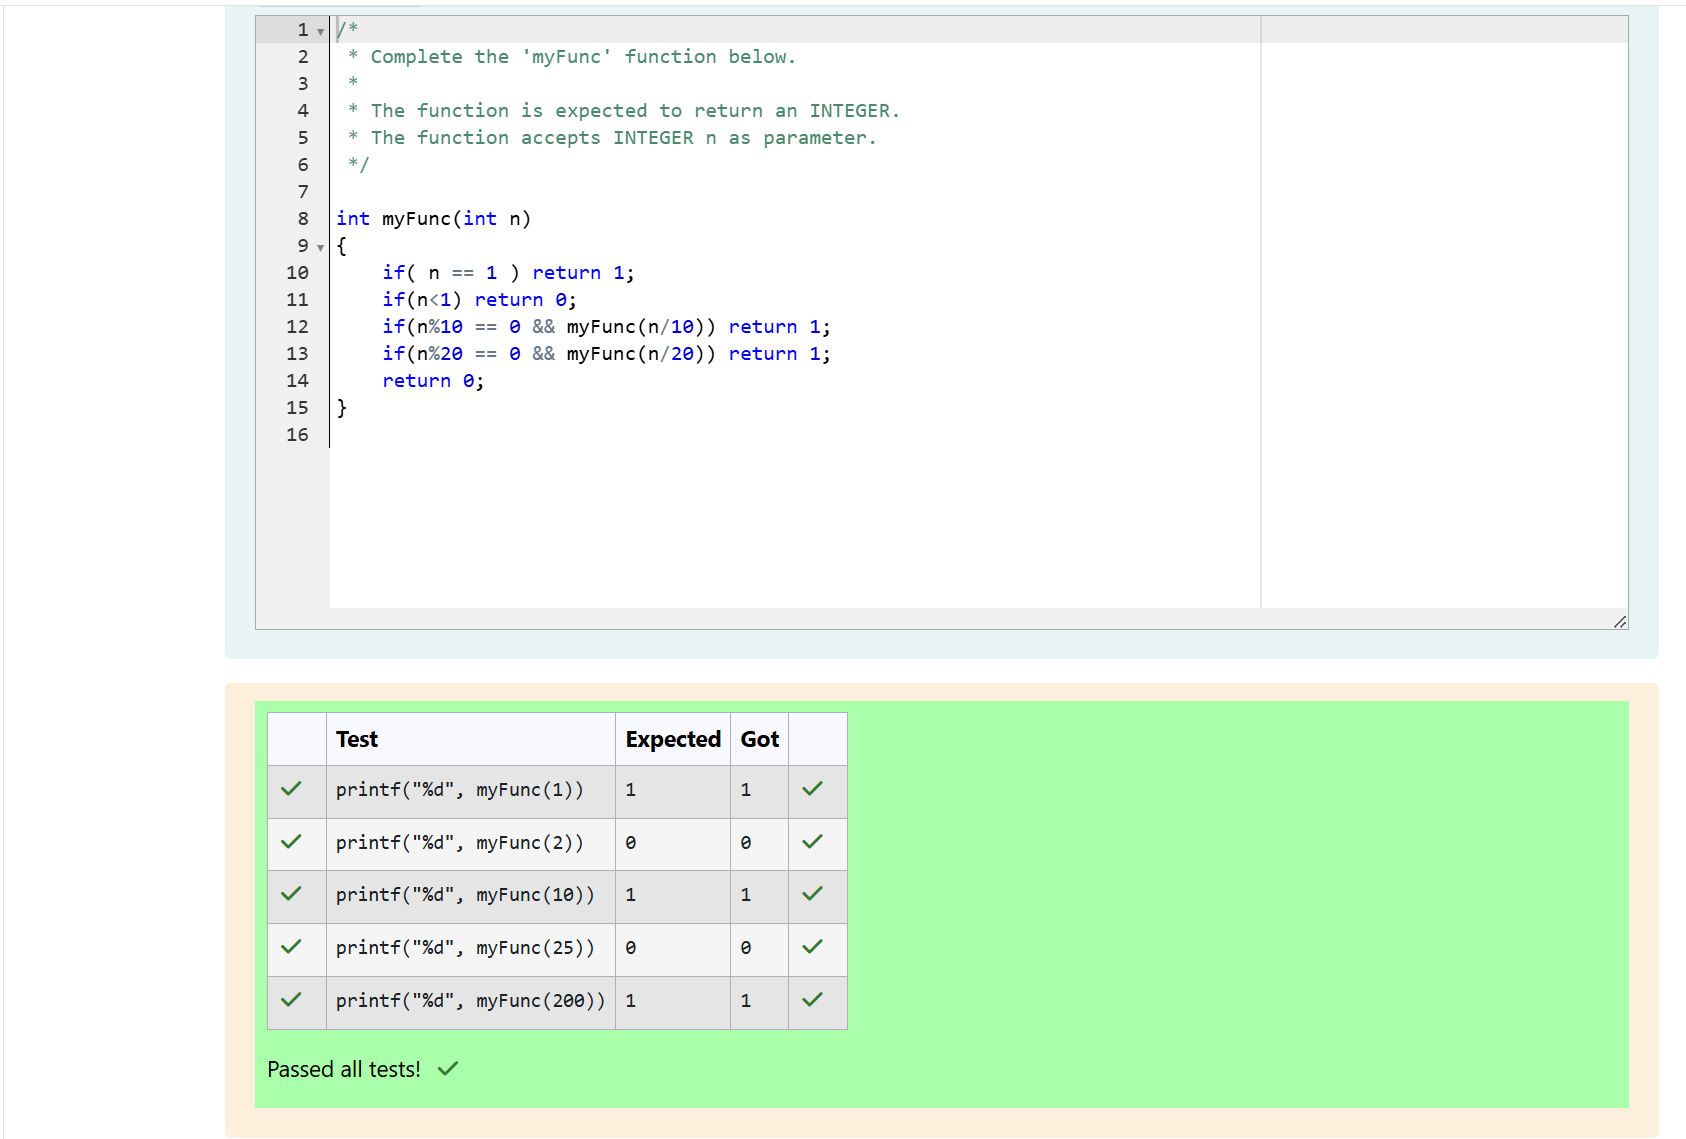 1 /*
2  * Complete the 'myFunc' function below.
3  *
4  * The function is expected to return an INTEGER.
5  * The function accepts INTEGER n as parameter.
6  */
7
8 int myFunc(int n)
9 {
10     if( n == 1 ) return 1;
11     if(n<1) return 0;
12     if(n%10 == 0 && myFunc(n/10)) return 1;
13     if(n%20 == 0 && myFunc(n/20)) return 1;
14     return 0;
15 }
16
Test Expected Got
printf("%d", myFunc(1)) 1 1
printf("%d", myFunc(2)) 0 0
printf("%d", myFunc(10)) 1 1
printf("%d", myFunc(25)) 0 0
printf("%d", myFunc(200)) 1 1
Passed all tests!